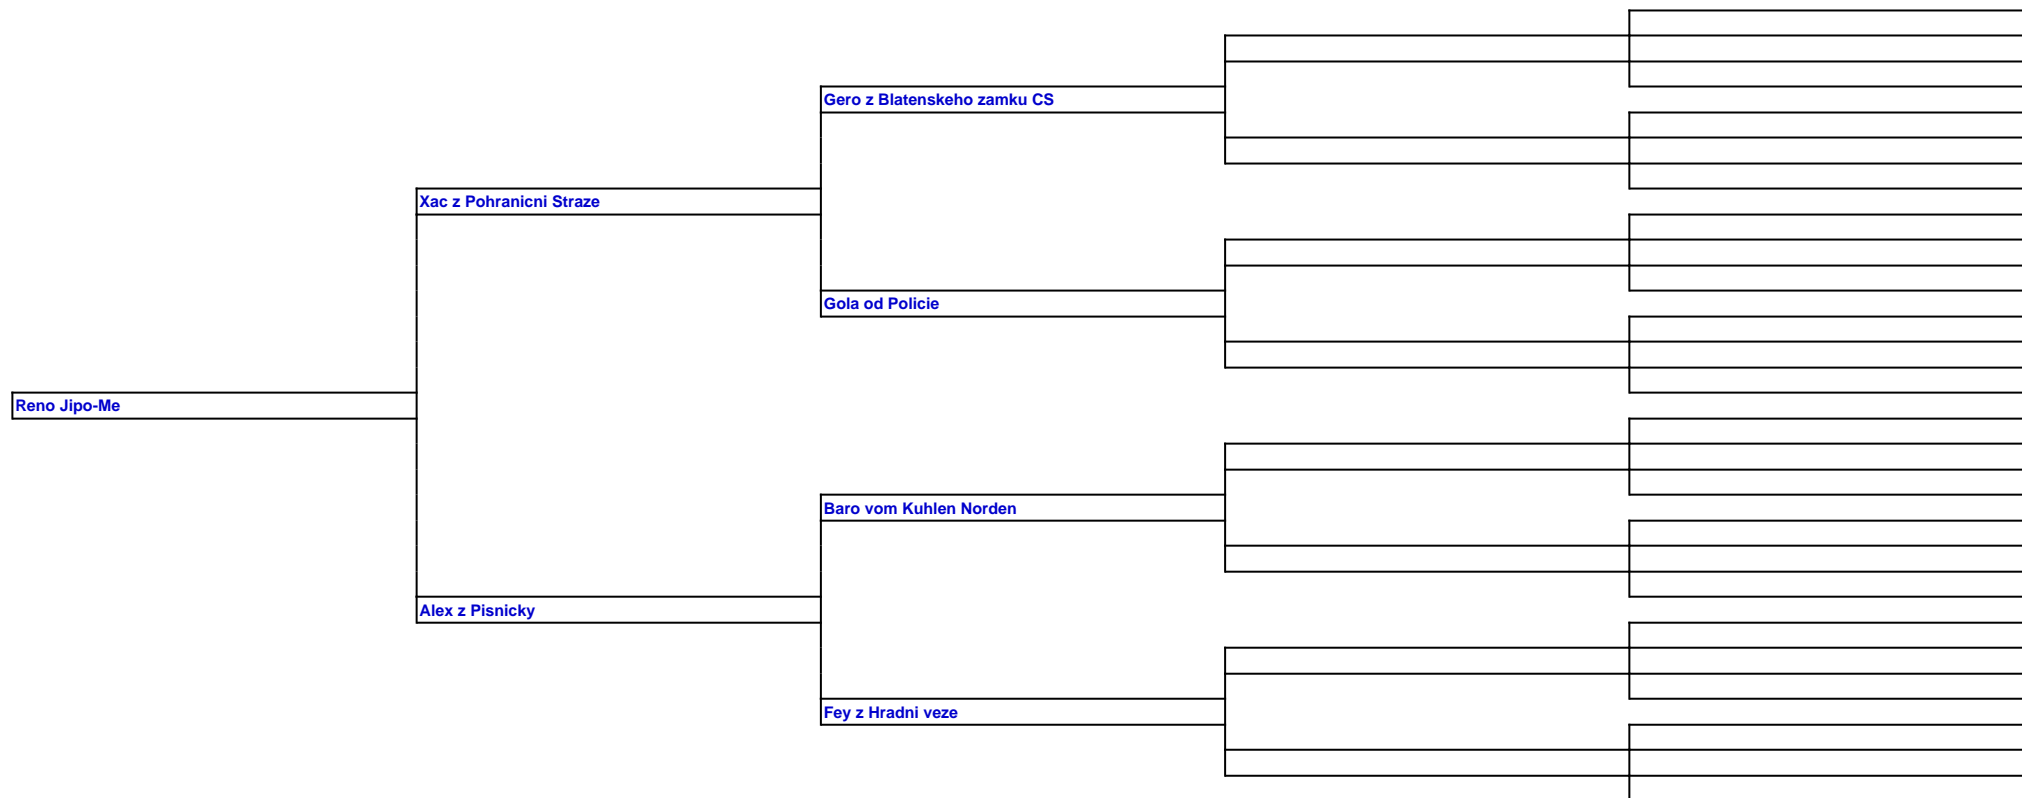 Gero z Blatenskeho zamku CS
Xac z Pohranicni Straze
Gola od Policie
Reno Jipo-Me
Baro vom Kuhlen Norden
Alex z Pisnicky
Fey z Hradni veze